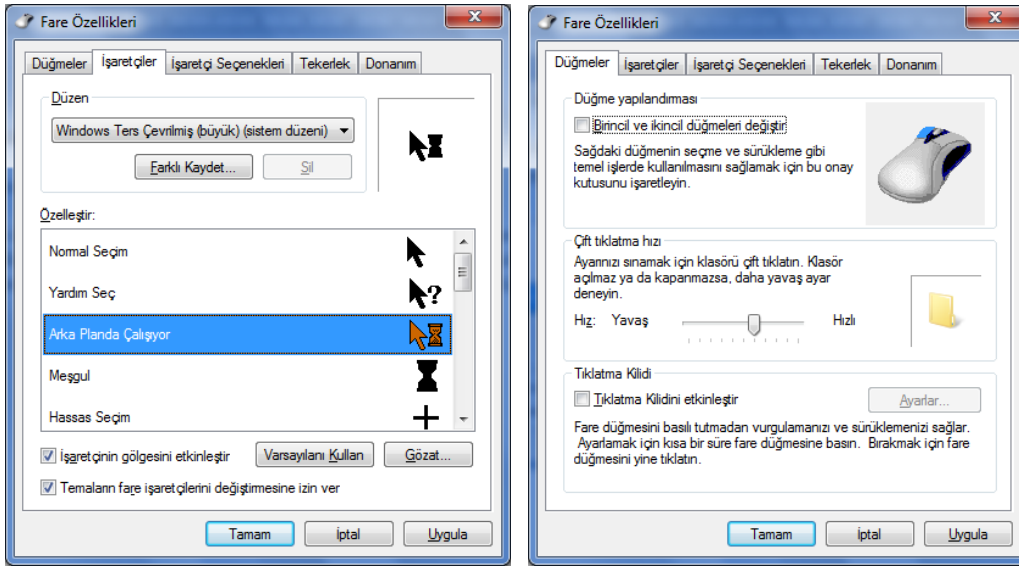 Fare Özellikleri
Düğmeler İşaretçiler İşaretçi Seçenekleri Tekerlek Donanım
Düzen
Windows Ters Çevrilmiş (büyük) (sistem düzeni)
Farklı Kaydet... Sil
Özelleştir:
Normal Seçim
Yardım Seç
Arka Planda Çalışıyor
Meşgul
Hassas Seçim
İşaretçinin gölgesini etkinleştir Varsayılanı Kullan Gözat...
Temaların fare işaretçilerini değiştirmesine izin ver
Tamam İptal Uygula
Fare Özellikleri
Düğmeler İşaretçiler İşaretçi Seçenekleri Tekerlek Donanım
Düğme yapılandırması
Birincil ve ikincil düğmeleri değiştir
Sağdaki düğmenin seçme ve sürükleme gibi
temel işlerde kullanılmasını sağlamak için bu onay
kutusunu işaretleyin.
Çift tıklatma hızı
Ayarınızı sınamak için klasörü çift tıklatın. Klasör
açılmaz ya da kapanmazsa, daha yavaş ayar
deneyin.
Hız: Yavaş Hızlı
Tıklatma Kilidi
Tıklatma Kilidini etkinleştir Ayarlar...
Fare düğmesini basılı tutmadan vurgulamanızı ve sürüklemenizi sağlar.
Ayarlamak için kısa bir süre fare düğmesine basın. Bırakmak için fare
düğmesini yine tıklatın.
Tamam İptal Uygula